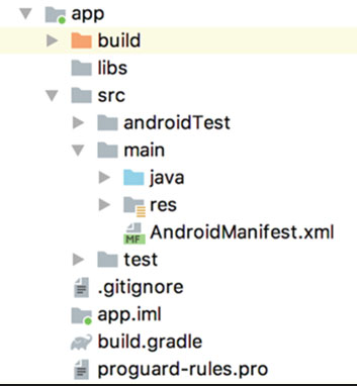 app
build
libs
src
androidTest
main
java
res
MF AndroidManifest.xml
test
.gitignore
app.iml
build.gradle
proguard-rules.pro